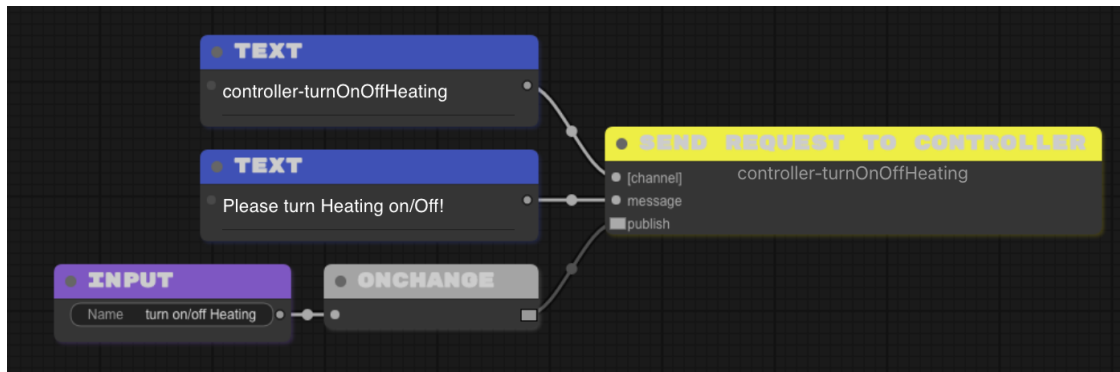 TEXT
controller-turnOnOffHeating
TEXT
Please turn Heating on/Off!
SEND REQUEST TO CONTROLLER
[channel] controller-turnOnOffHeating
message
publish
INPUT
Name turn on/off Heating
ONCHANGE